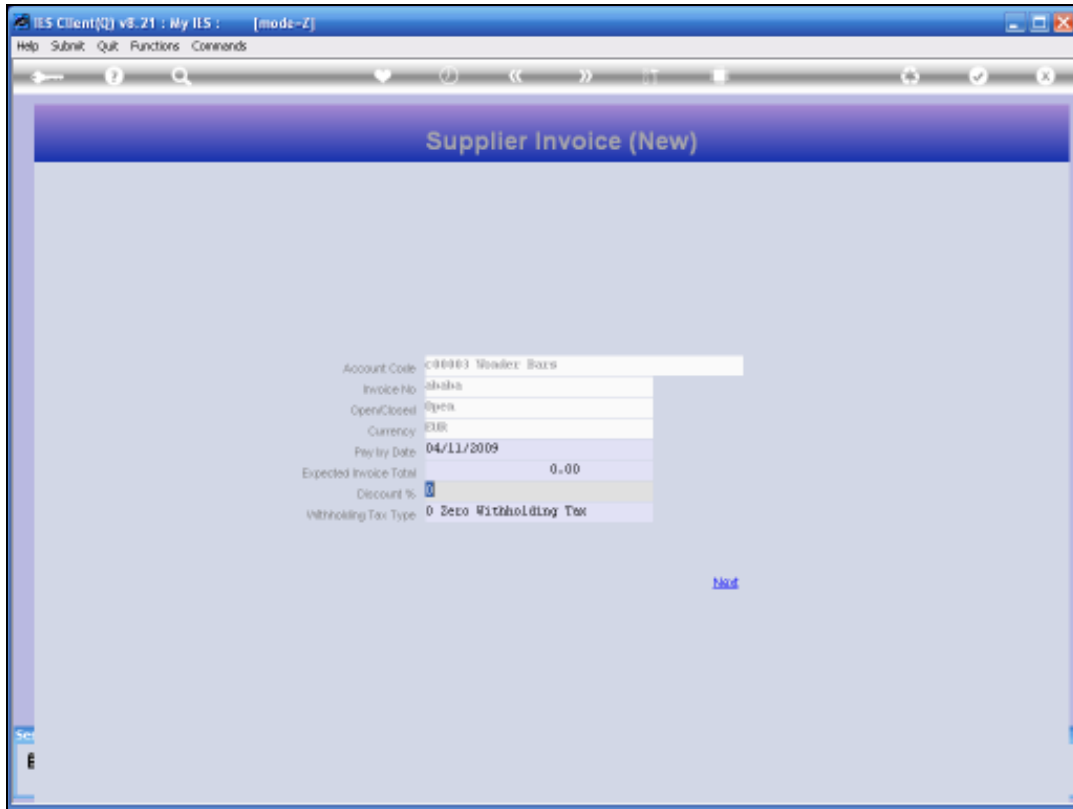 IES Client(Q) v8.21 : My IES : [mode=Z]
Help Submit Quit Functions Commands
Supplier Invoice (New)
Account Code c00003 Wonder Bars
Invoice No ababa
Open/Closed Open
Currency EUR
Pay by Date 04/11/2009
Expected Invoice Total 0.00
Discount % 0
Withholding Tax Type 0 Zero Withholding Tax
Next
Ses